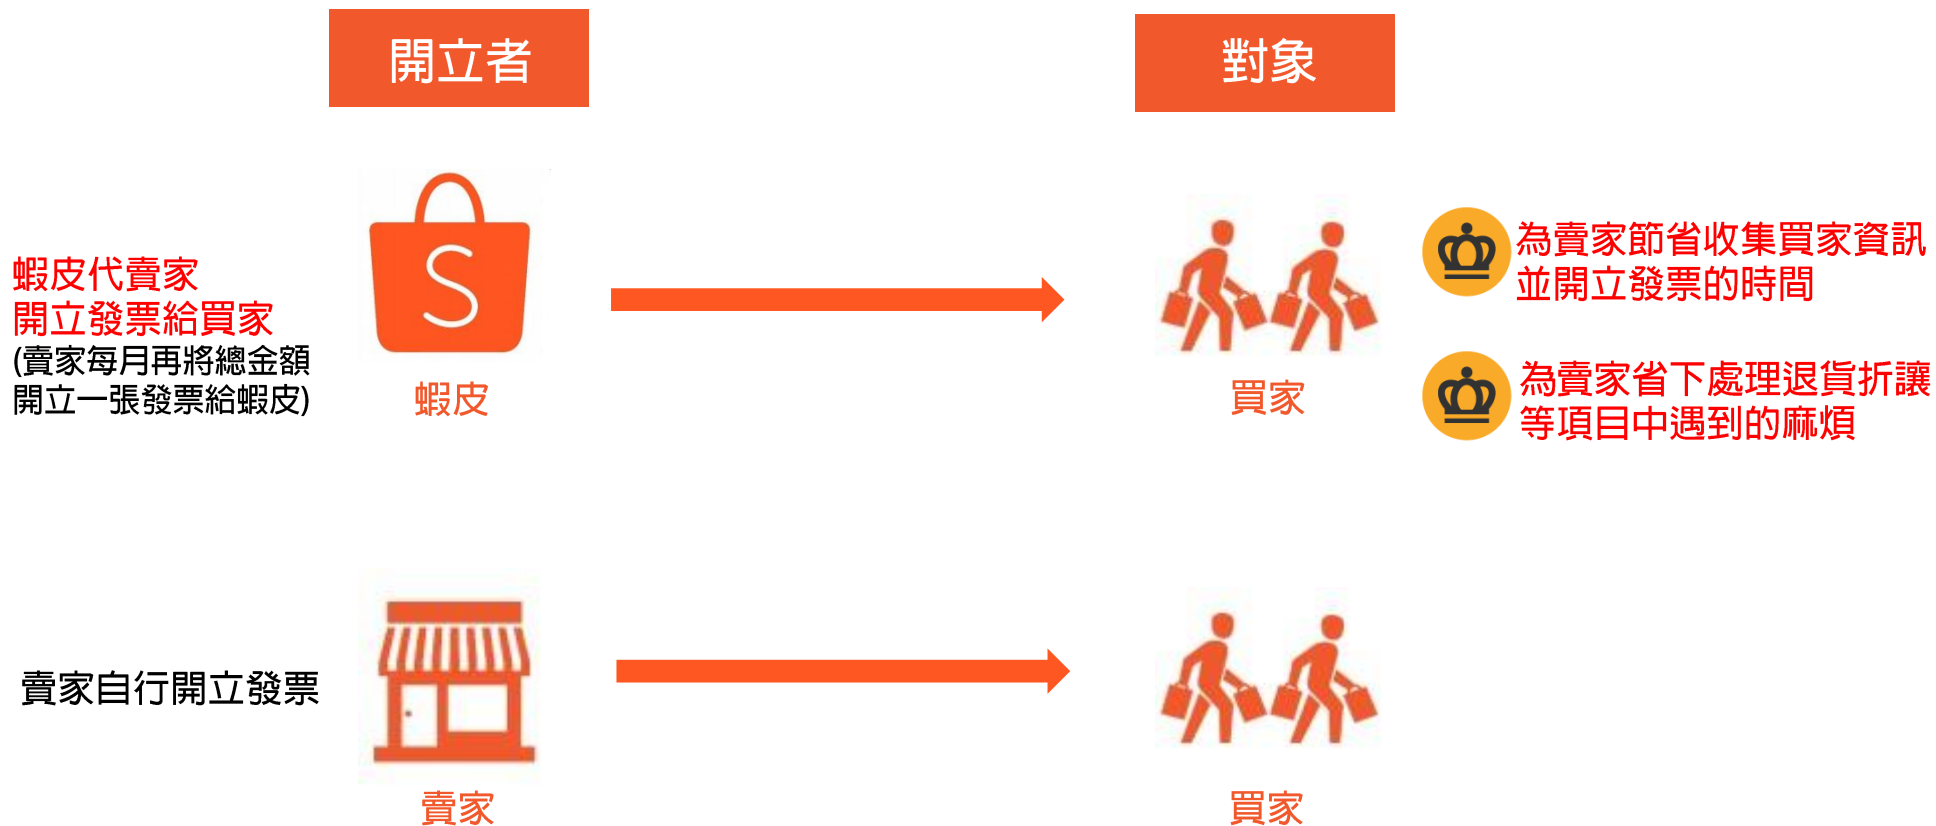 開立者
對象
蝦皮代賣家
開立發票給買家
(賣家每月再將總金額
開立一張發票給蝦皮)
S
蝦皮
買家
為賣家節省收集買家資訊
並開立發票的時間
為賣家省下處理退貨折讓
等項目中遇到的麻煩
賣家自行開立發票
賣家
買家